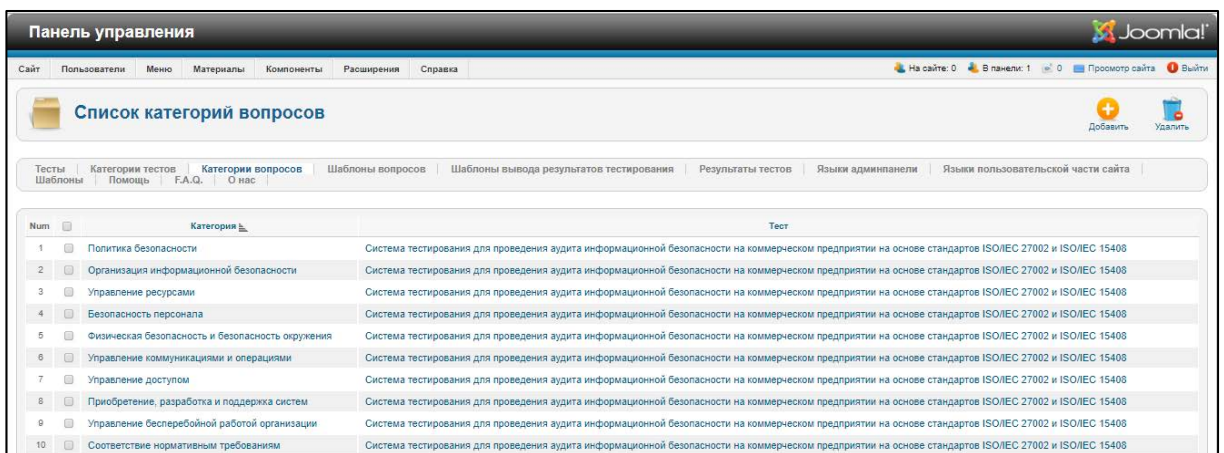 Панель управления Joomla!
Сайт Пользователи Меню Материалы Компоненты Расширения Справка На сайте: 0 В панели: 1 0 Просмотр сайта Выйти
Список категорий вопросов Добавить Удалить
Тесты Категории тестов Категории вопросов Шаблоны вопросов Шаблоны вывода результатов тестирования Результаты тестов Языки админпанели Языки пользовательской части сайта
Шаблоны Помощь F.A.Q. О нас
Num Категория Тест
1 Политика безопасности Система тестирования для проведения аудита информационной безопасности на коммерческом предприятии на основе стандартов ISO/IEC 27002 и ISO/IEC 15408
2 Организация информационной безопасности Система тестирования для проведения аудита информационной безопасности на коммерческом предприятии на основе стандартов ISO/IEC 27002 и ISO/IEC 15408
3 Управление ресурсами Система тестирования для проведения аудита информационной безопасности на коммерческом предприятии на основе стандартов ISO/IEC 27002 и ISO/IEC 15408
4 Безопасность персонала Система тестирования для проведения аудита информационной безопасности на коммерческом предприятии на основе стандартов ISO/IEC 27002 и ISO/IEC 15408
5 Физическая безопасность и безопасность окружения Система тестирования для проведения аудита информационной безопасности на коммерческом предприятии на основе стандартов ISO/IEC 27002 и ISO/IEC 15408
6 Управление коммуникациями и операциями Система тестирования для проведения аудита информационной безопасности на коммерческом предприятии на основе стандартов ISO/IEC 27002 и ISO/IEC 15408
7 Управление доступом Система тестирования для проведения аудита информационной безопасности на коммерческом предприятии на основе стандартов ISO/IEC 27002 и ISO/IEC 15408
8 Приобретение, разработка и поддержка систем Система тестирования для проведения аудита информационной безопасности на коммерческом предприятии на основе стандартов ISO/IEC 27002 и ISO/IEC 15408
9 Управление бесперебойной работой организации Система тестирования для проведения аудита информационной безопасности на коммерческом предприятии на основе стандартов ISO/IEC 27002 и ISO/IEC 15408
10 Соответствие нормативным требованиям Система тестирования для проведения аудита информационной безопасности на коммерческом предприятии на основе стандартов ISO/IEC 27002 и ISO/IEC 15408